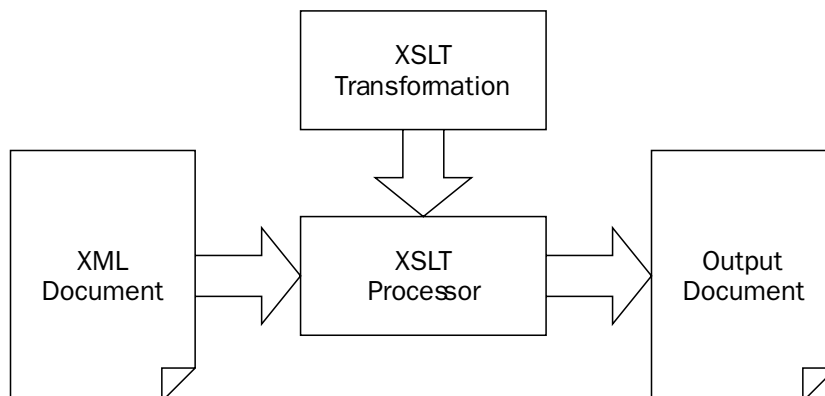 XSLT
Transformation
XML
Document
XSLT
Processor
Output
Document